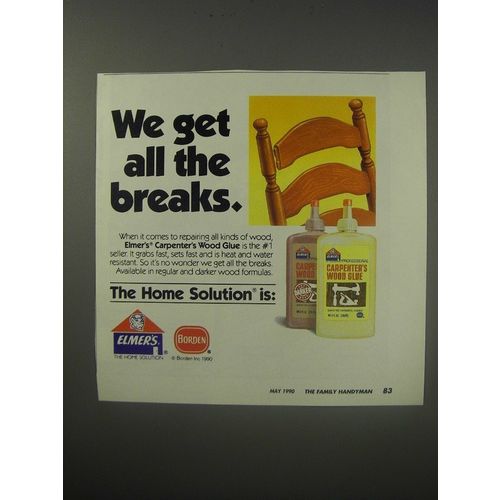 We get
all the
breaks.
When it comes to repairing all kinds of wood,
Elmer's® Carpenter's Wood Glue is the #1
seller. It grabs fast, sets fast and is heat and water
resistant. So it's no wonder we get all the breaks.
Available in regular and darker wood formulas.
The Home Solution® is:
ELMER'S
THE HOME SOLUTION
BORDEN
® Borden Inc 1990
ELMER'S
CARPENTER'S
WOOD
ELMER'S
PROFESSIONAL
CARPENTER'S
WOOD GLUE
MAY 1990 THE FAMILY HANDYMAN 83